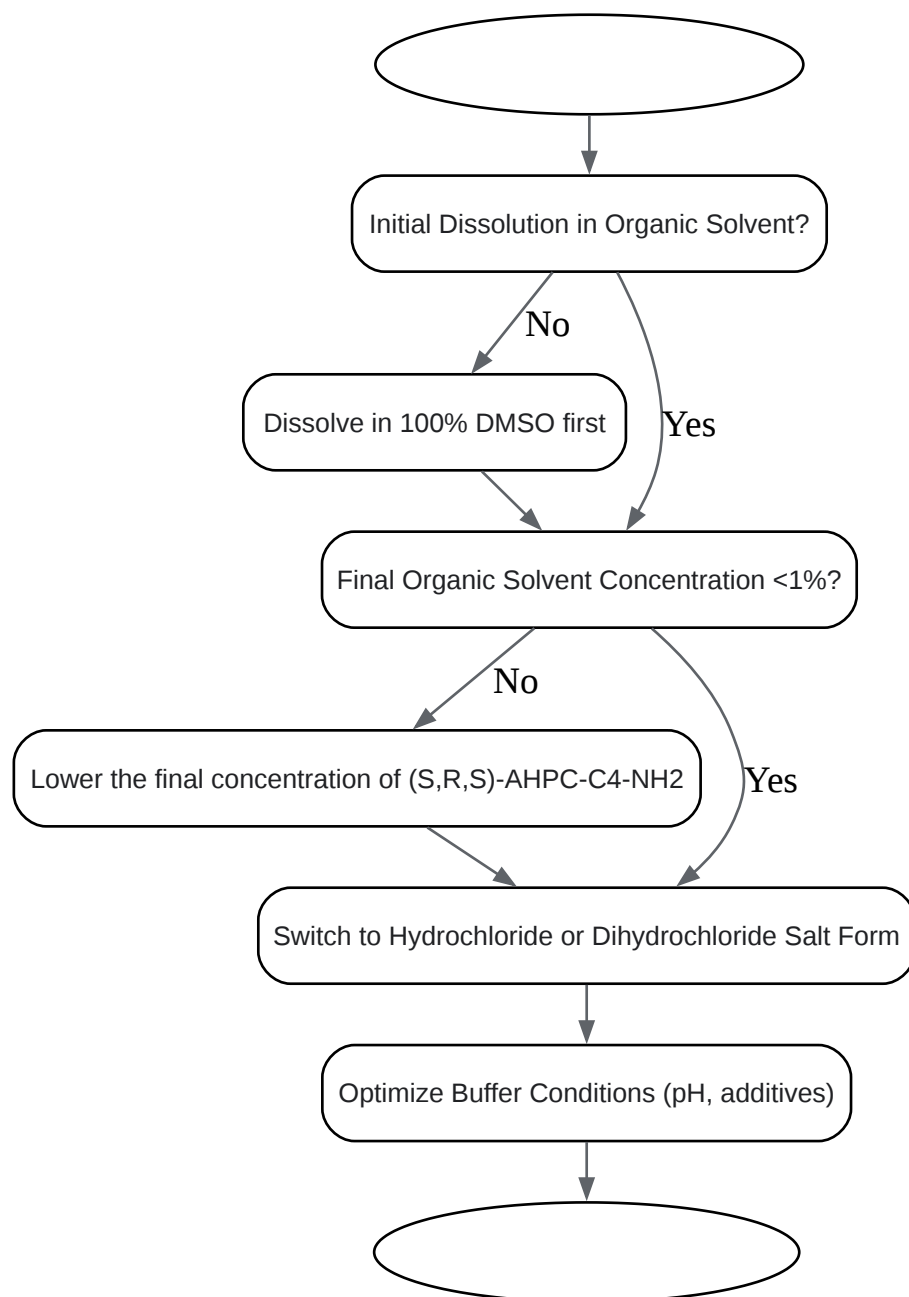 Initial Dissolution in Organic Solvent?
No
Dissolve in 100% DMSO first
Yes
Final Organic Solvent Concentration <1%?
No
Lower the final concentration of (S,R,S)-AHPC-C4-NH2
Yes
Switch to Hydrochloride or Dihydrochloride Salt Form
Optimize Buffer Conditions (pH, additives)